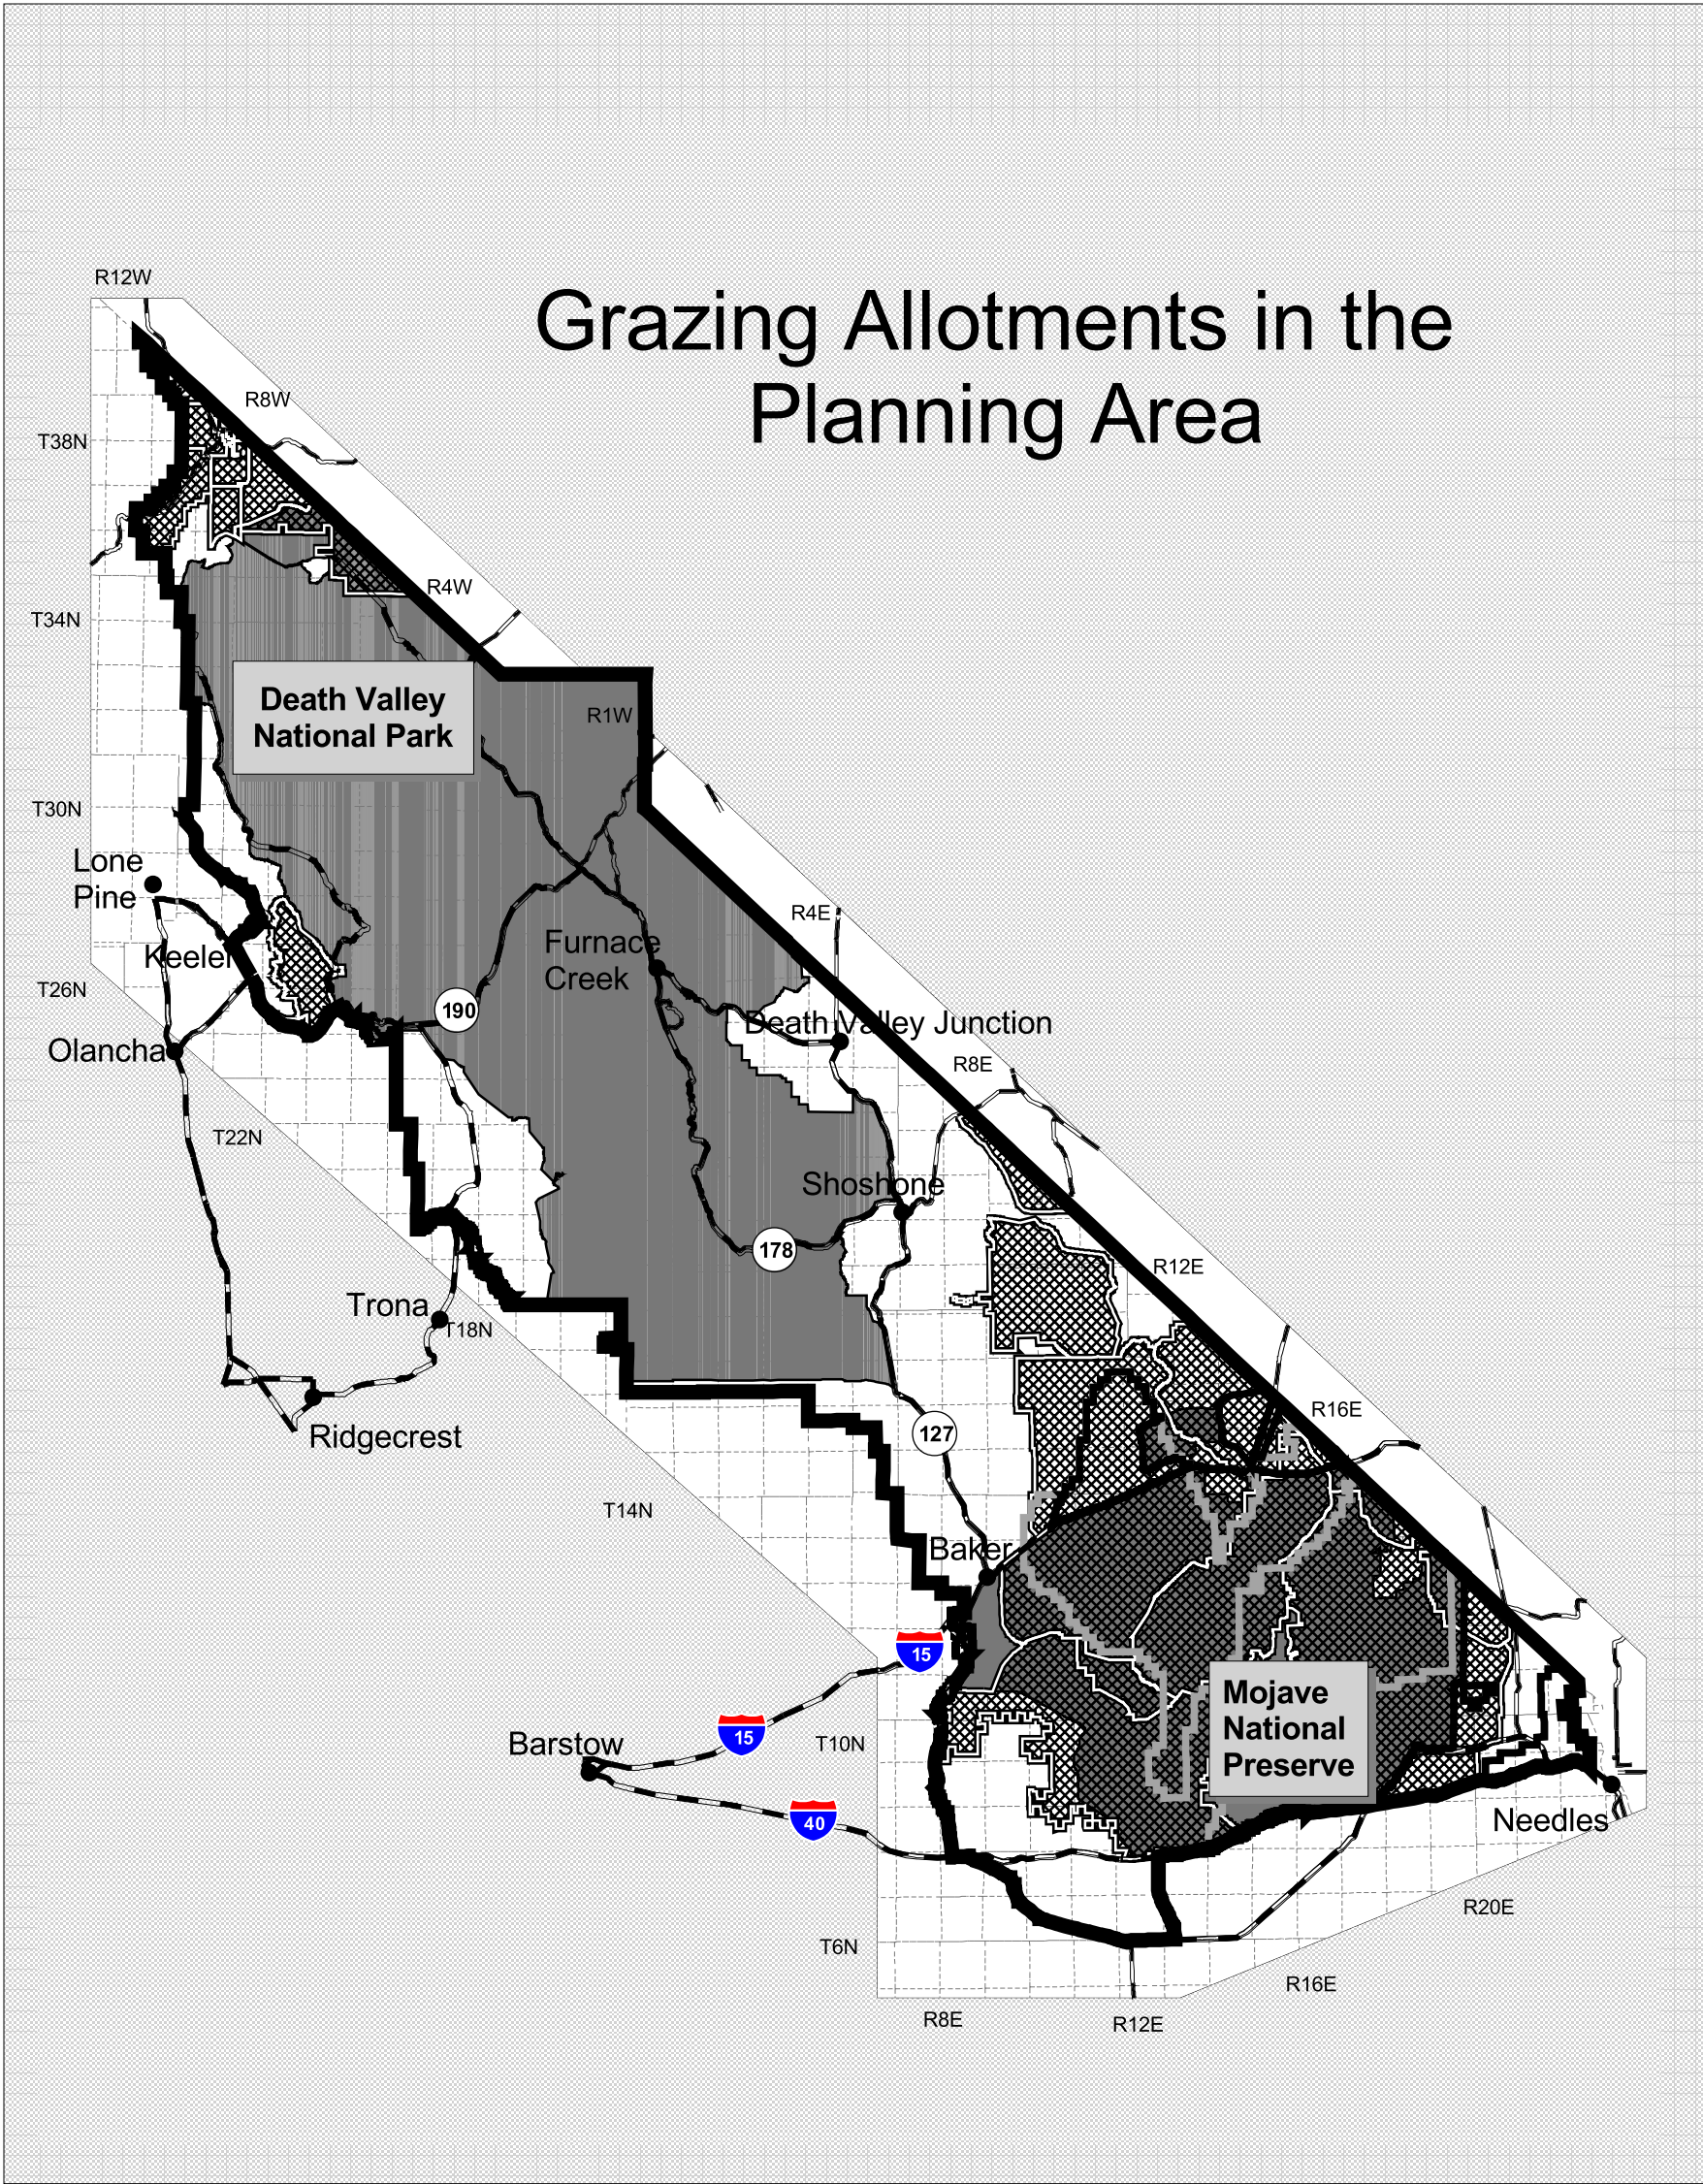 Grazing Allotments in the
Planning Area
R12W
R8W
T38N
R4W
T34N
Death Valley
National Park
R1W
T30N
Lone
Pine
R4E
Furnace
Creek
Keeler
T26N
190
Death Valley Junction
Olancha
R8E
T22N
Shoshone
178
R12E
Trona
T18N
R16E
127
Ridgecrest
T14N
Baker
15
Mojave
National
Preserve
15
Barstow
T10N
40
Needles
R20E
T6N
R16E
R8E
R12E